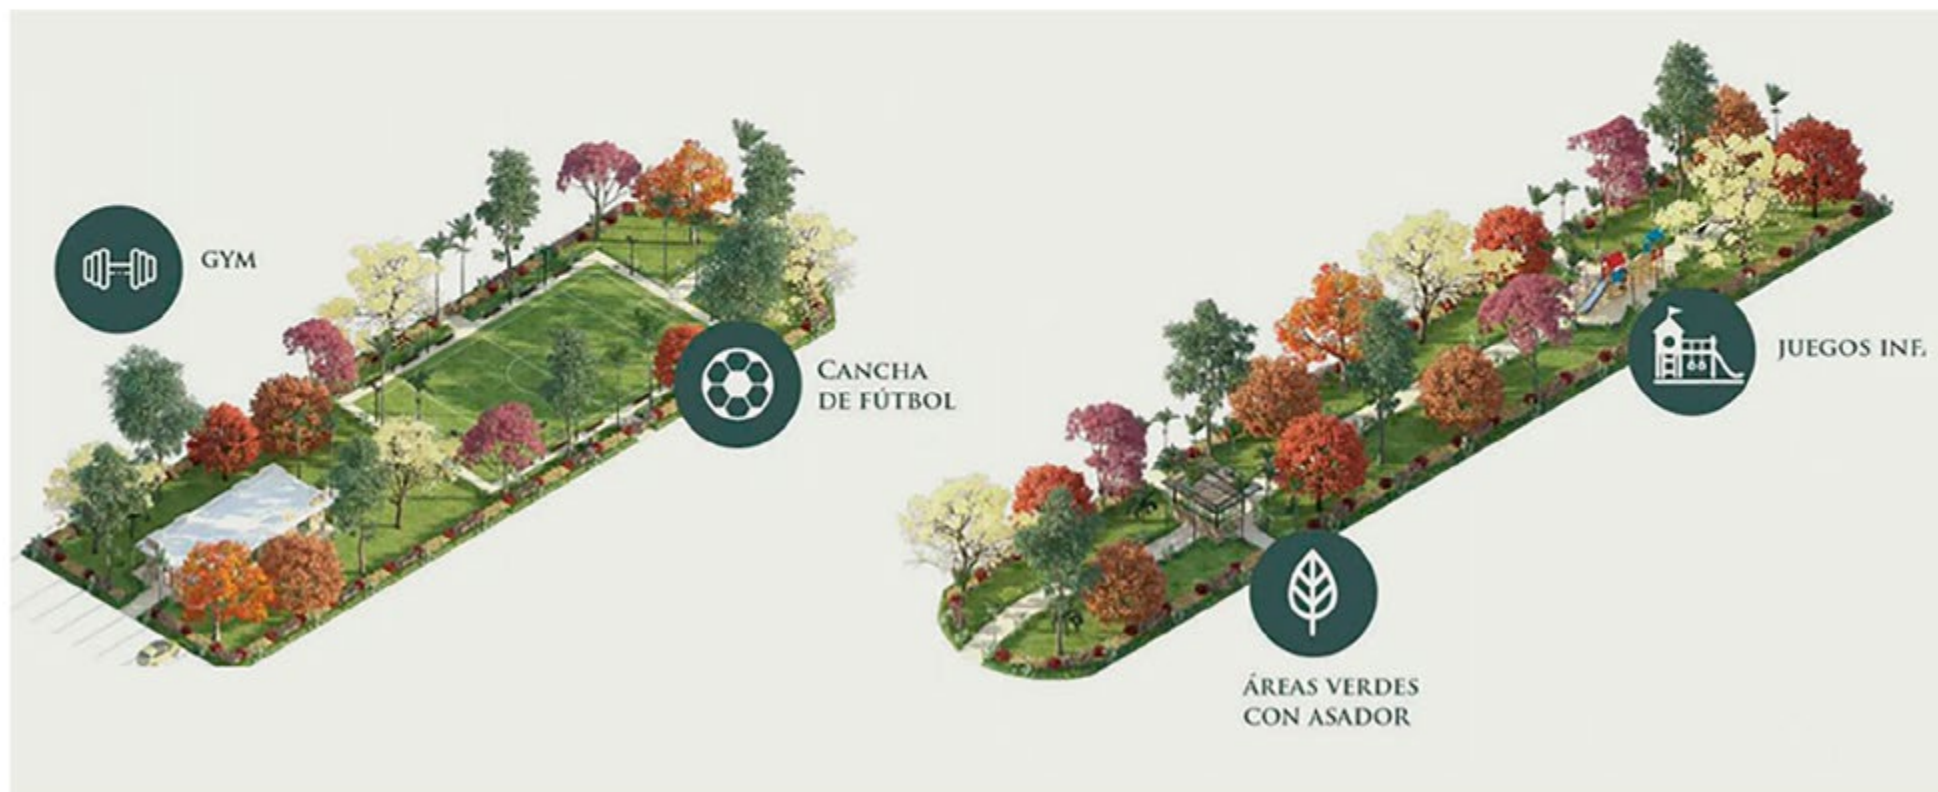 GYM
CANCHA
DE FÚTBOL
JUEGOS INF.
ÁREAS VERDES
CON ASADOR